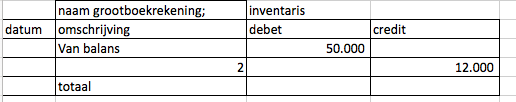 naam grootboekrekening; inventaris
datum omschrijving debet credit
Van balans 50.000
2 12.000
totaal